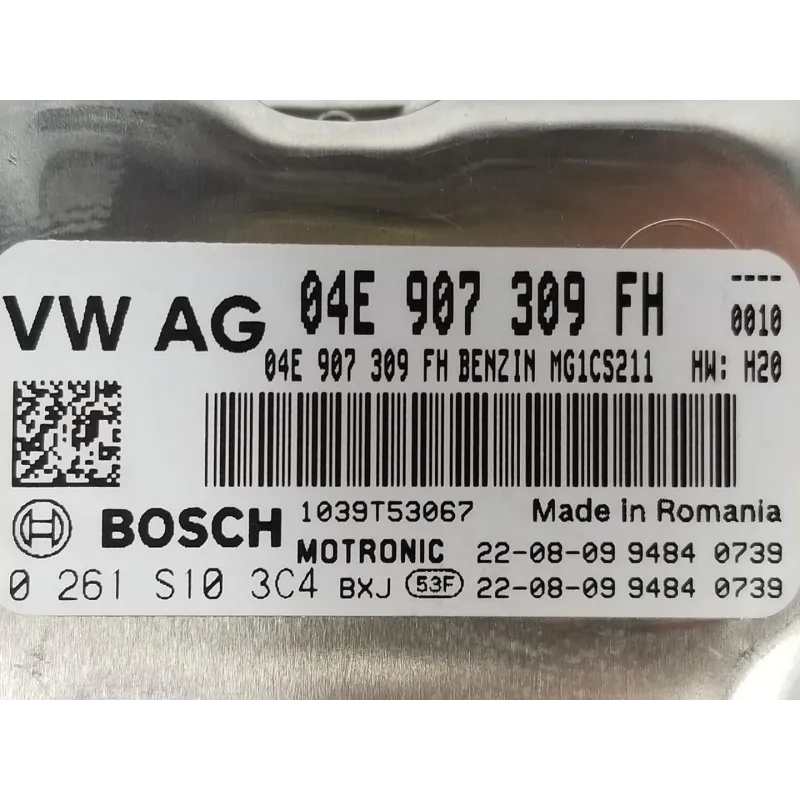 VW AG 04E 907 309 FH ----
0010
04E 907 309 FH BENZIN MG1CS211 HW: H20
BOSCH 1039T53067 Made in Romania
MOTRONIC 22-08-09 9484 0739
0 261 S10 3C4 BXJ 53F 22-08-09 9484 0739